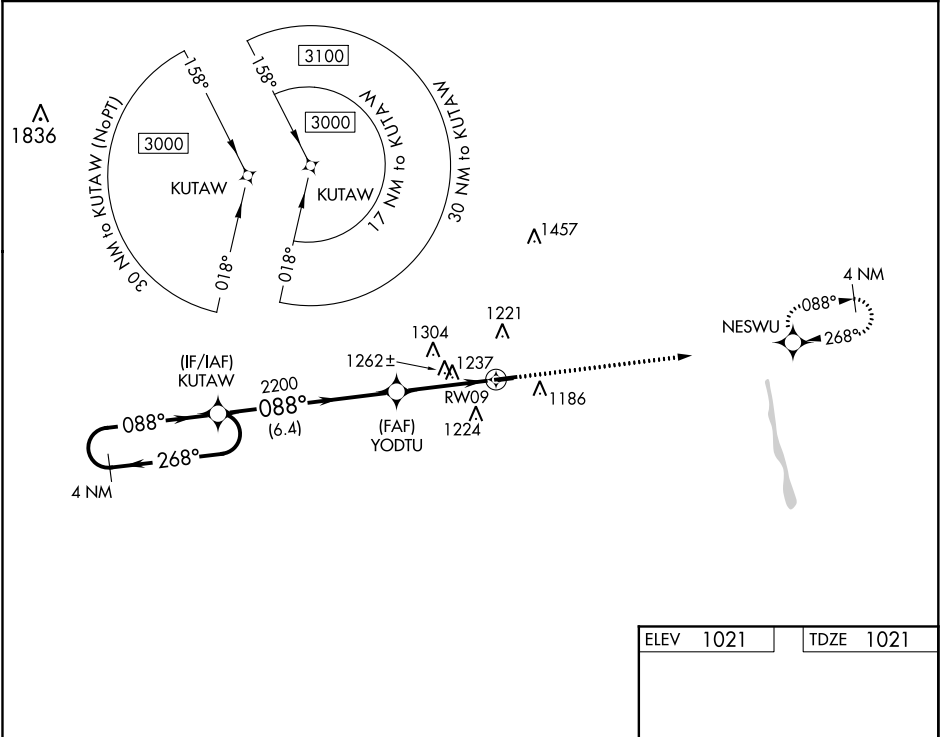 158°
3000
KUTAW
018°
30 NM to KUTAW (NoPT)
158°
3100
3000
KUTAW
018°
17 NM to KUTAW
30 NM to KUTAW
1836
1457
4 NM
088°
268°
NESWU
1221
1304
1262±
1237
RW09
1224
1186
(IF/IAF)
KUTAW
2200
088°
(6.4)
(FAF)
YODTU
088°
268°
4 NM
ELEV 1021
TDZE 1021